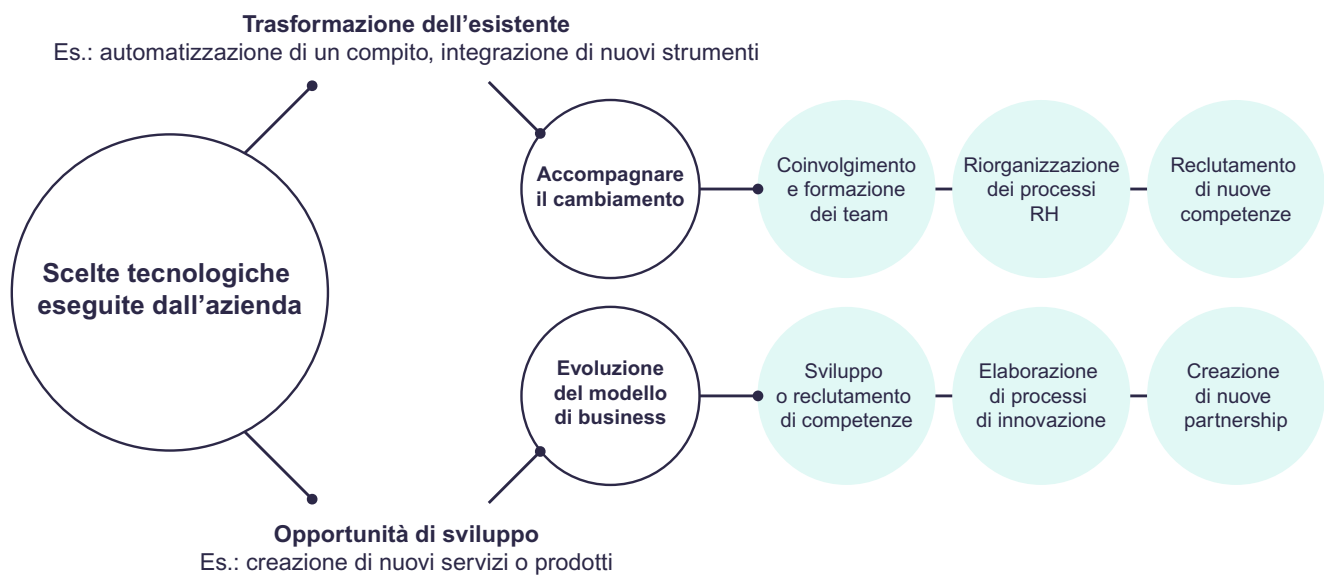 Trasformazione dell'esistente
Es.: automatizzazione di un compito, integrazione di nuovi strumenti
Scelte tecnologiche
eseguite dall'azienda
Accompagnare
il cambiamento
Coinvolgimento
e formazione
dei team
Riorganizzazione
dei processi
RH
Reclutamento
di nuove
competenze
Evoluzione
del modello
di business
Sviluppo
o reclutamento
di competenze
Elaborazione
di processi
di innovazione
Creazione
di nuove
partnership
Opportunità di sviluppo
Es.: creazione di nuovi servizi o prodotti